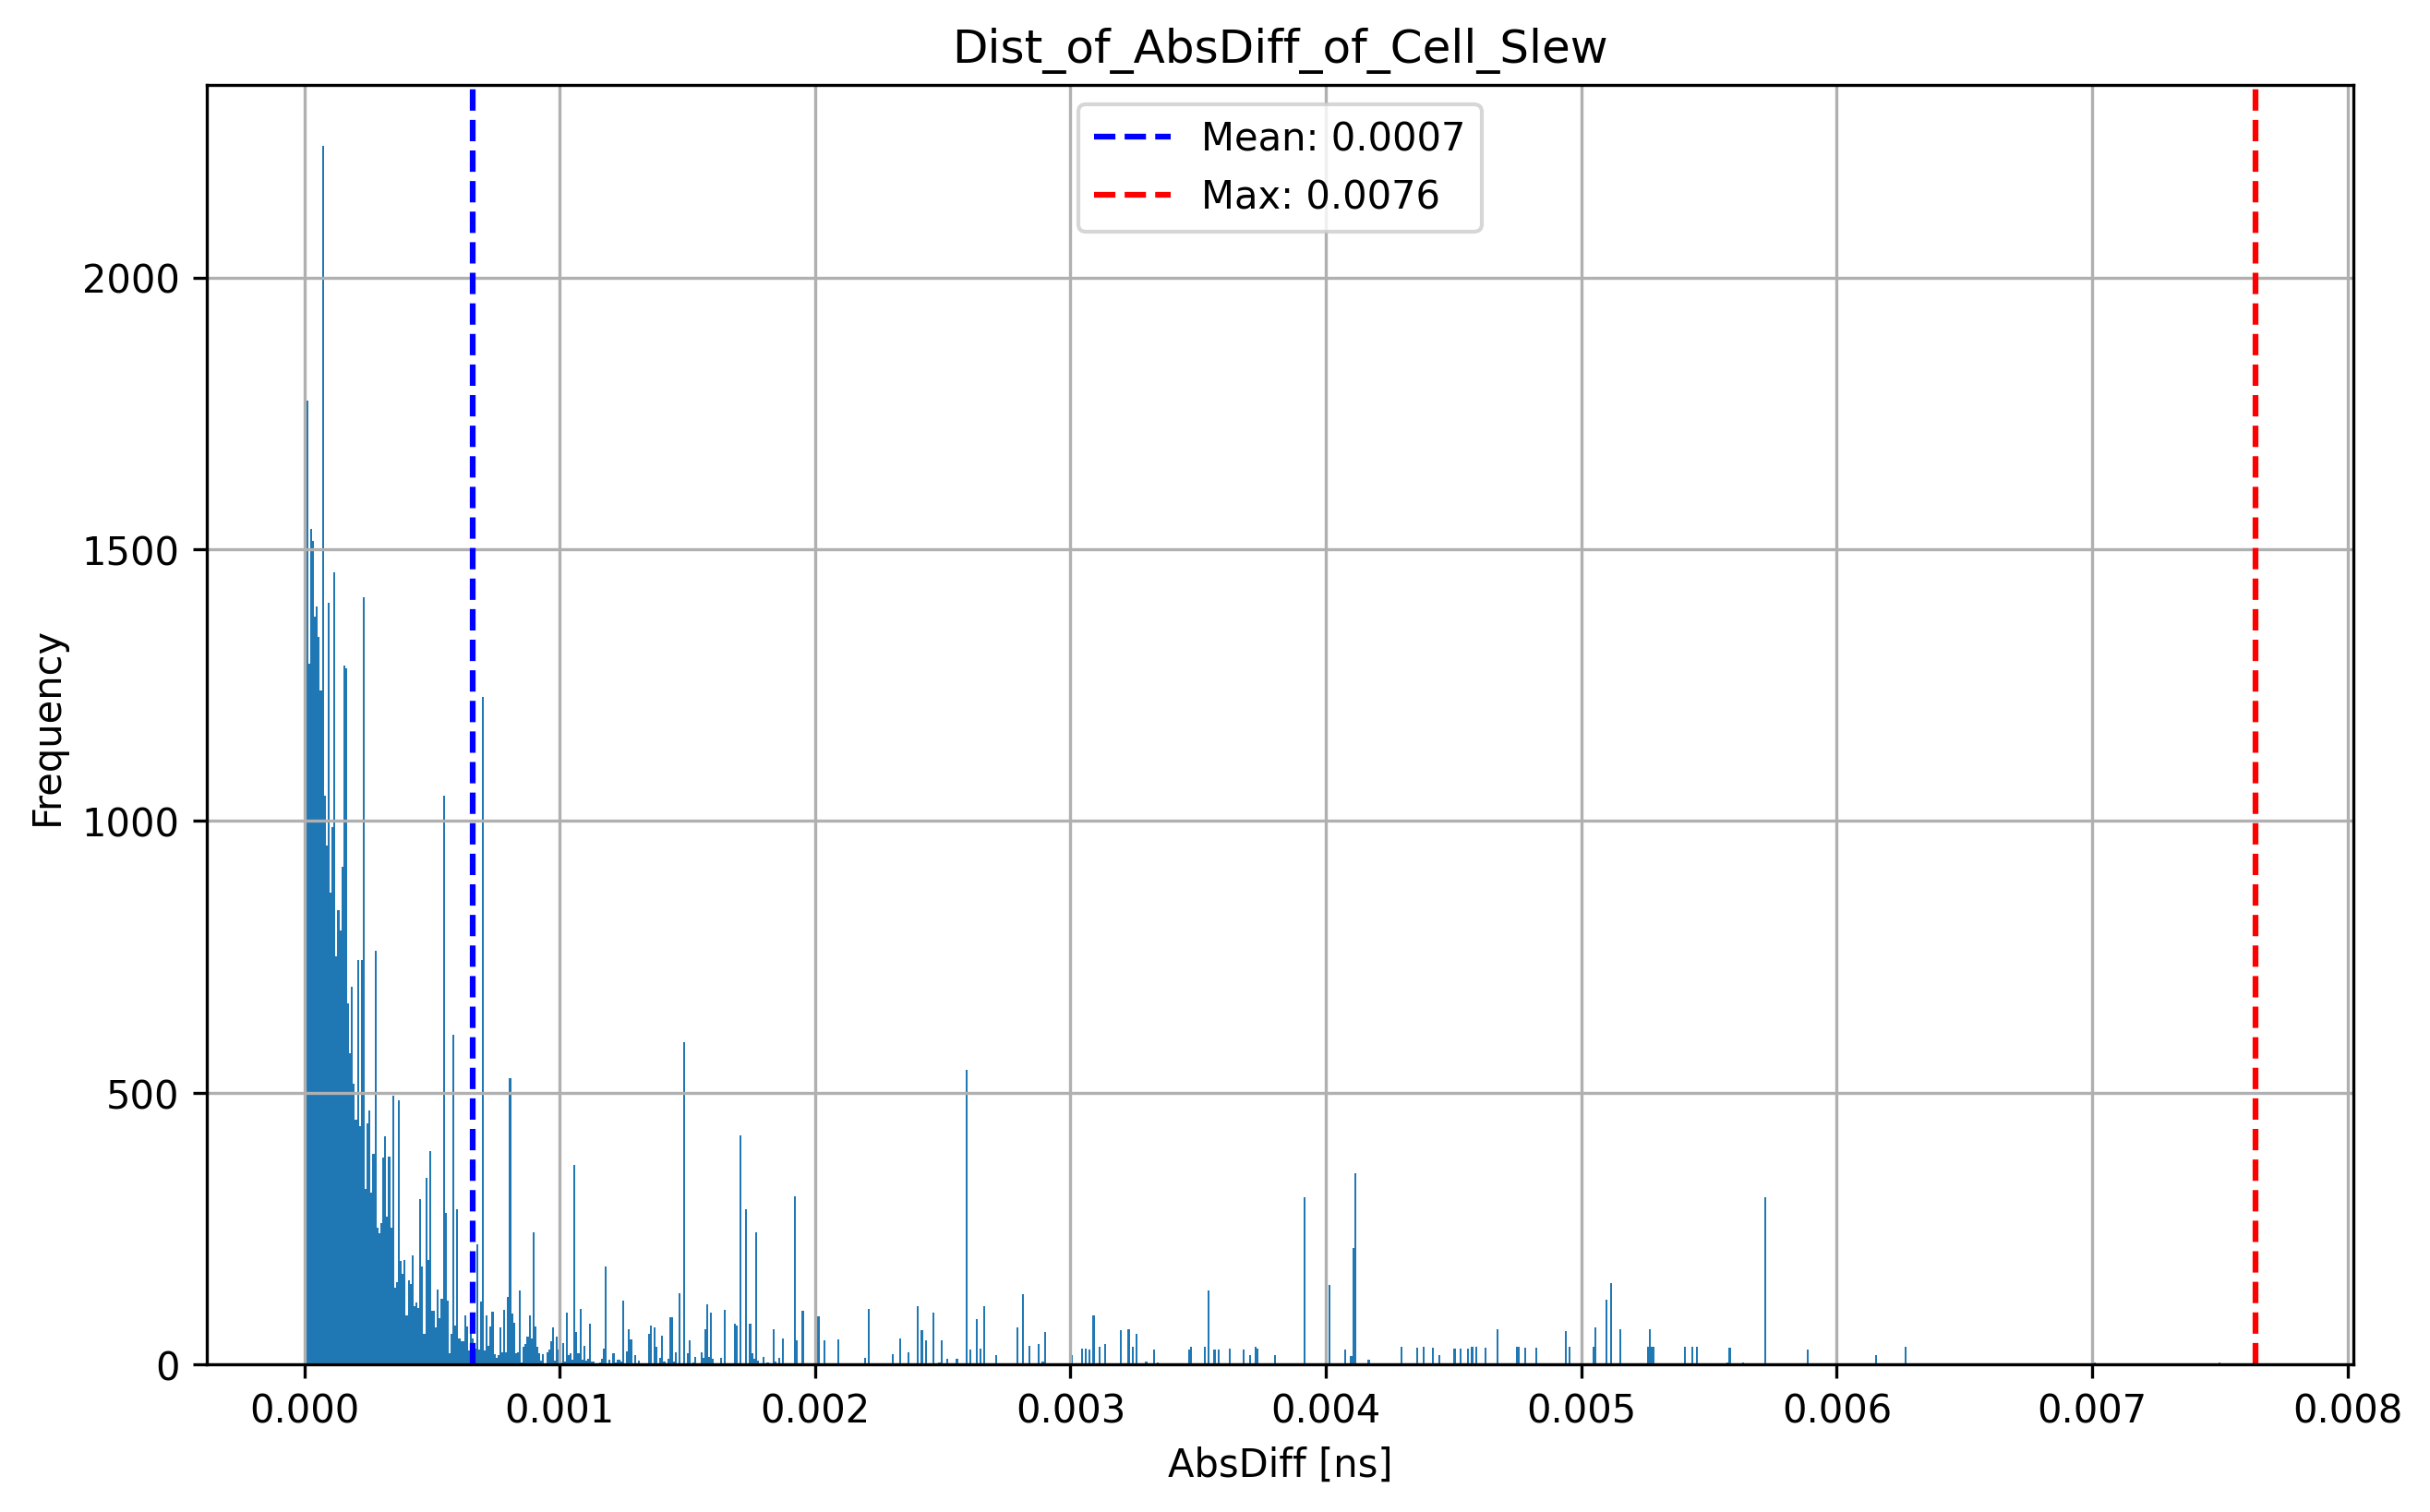 Dist_of_AbsDiff_of_Cell_Slew
Mean: 0.0007
Max: 0.0076
Frequency
2000
1500
1000
500
0
0.000 0.001 0.002 0.003 0.004 0.005 0.006 0.007 0.008
AbsDiff [ns]